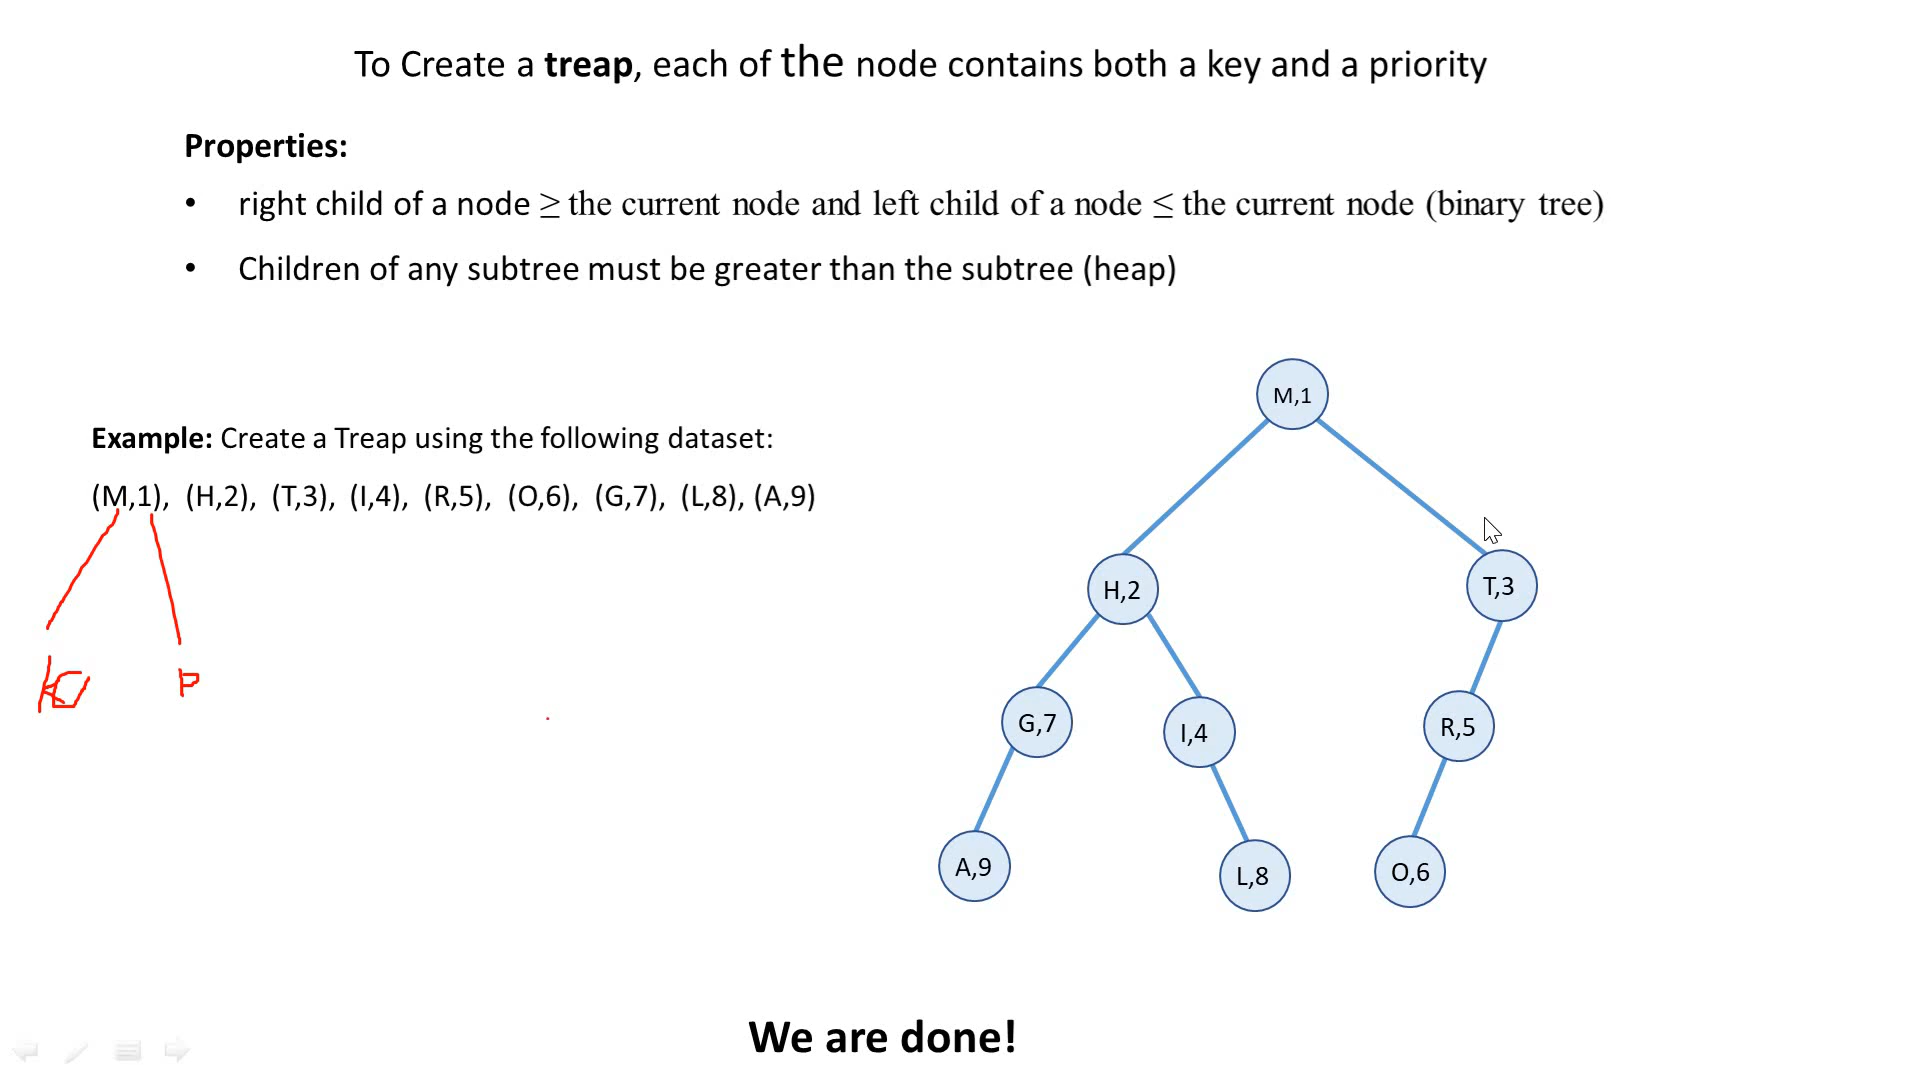 To Create a treap, each of the node contains both a key and a priority
Properties:
• right child of a node ≥ the current node and left child of a node ≤ the current node (binary tree)
• Children of any subtree must be greater than the subtree (heap)
Example: Create a Treap using the following dataset:
(M,1), (H,2), (T,3), (I,4), (R,5), (O,6), (G,7), (L,8), (A,9)
P
M,1
H,2
T,3
G,7
I,4
R,5
A,9
L,8
O,6
We are done!